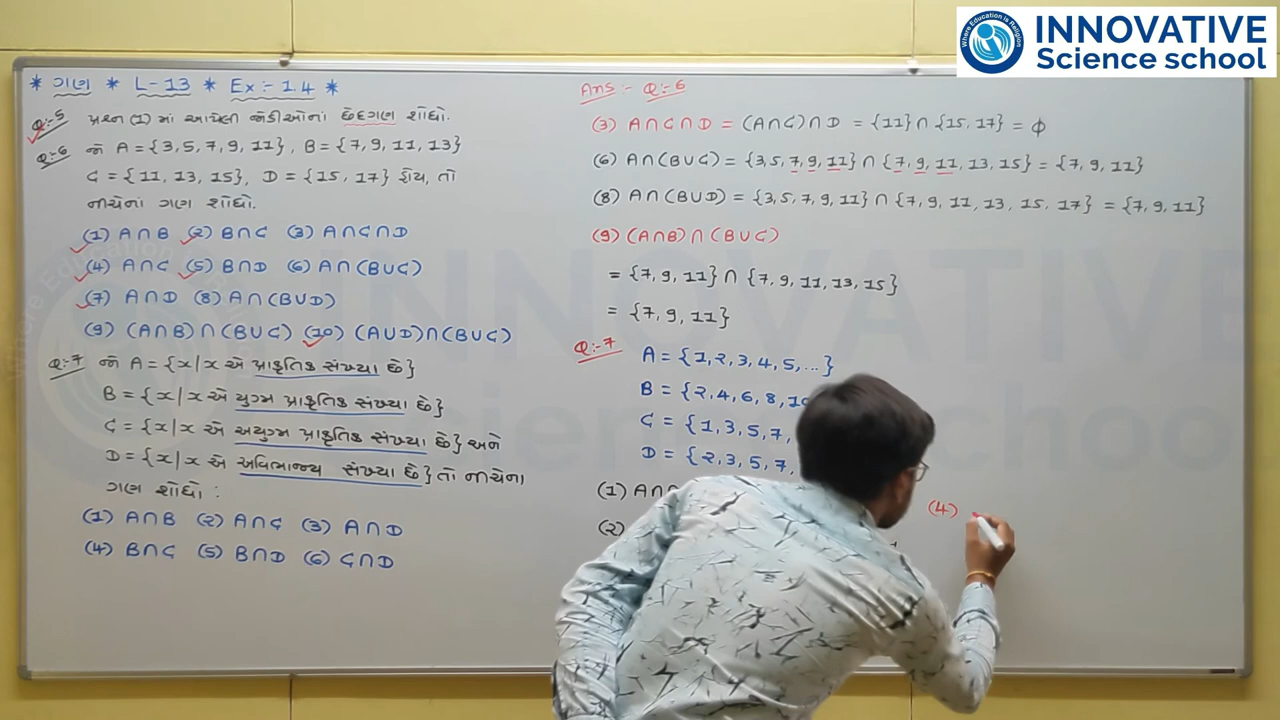 INNOVATIVE
Science school
Where Education is Religion
* ગણ * L-13 * Ex:- 1.4 *
Q:-5 પ્રશ્ન (1) માં આપેલી જોડીઓનાં છેદગણ શોધો.
Q:-6 જો A = {3, 5, 7, 9, 11}, B = {7, 9, 11, 13}
C = {11, 13, 15}, D = {15, 17} હોય, તો
નીચેનાં ગણ શોધો.
(1) A∩B (2) B∩C (3) A∩C∩D
(4) A∩C (5) B∩D (6) A∩(B∪C)
(7) A∩D (8) A∩(B∪D)
(9) (A∩B)∩(B∪C) (10) (A∪D)∩(B∪C)
Q:-7 જો A = {x | x એ પ્રાકૃતિક સંખ્યા છે}
B = {x | x એ યુગ્મ પ્રાકૃતિક સંખ્યા છે}
C = {x | x એ અયુગ્મ પ્રાકૃતિક સંખ્યા છે} અને
D = {x | x એ અવિભાજ્ય સંખ્યા છે} તો નીચેના
ગણ શોધો :
(1) A∩B (2) A∩C (3) A∩D
(4) B∩C (5) B∩D (6) C∩D
Ans :- Q:-6
(3) A∩C∩D = (A∩C)∩D = {11}∩{15, 17} = ϕ
(6) A∩(B∪C) = {3, 5, 7, 9, 11} ∩ {7, 9, 11, 13, 15} = {7, 9, 11}
(8) A∩(B∪D) = {3, 5, 7, 9, 11} ∩ {7, 9, 11, 13, 15, 17} = {7, 9, 11}
(9) (A∩B)∩(B∪C)
= {7, 9, 11} ∩ {7, 9, 11, 13, 15}
= {7, 9, 11}
Q:-7 A = {1, 2, 3, 4, 5, ...}
B = {2, 4, 6, 8, 10
C = {1, 3, 5, 7,
D = {2, 3, 5, 7,
(1) A∩
(2)
(4)